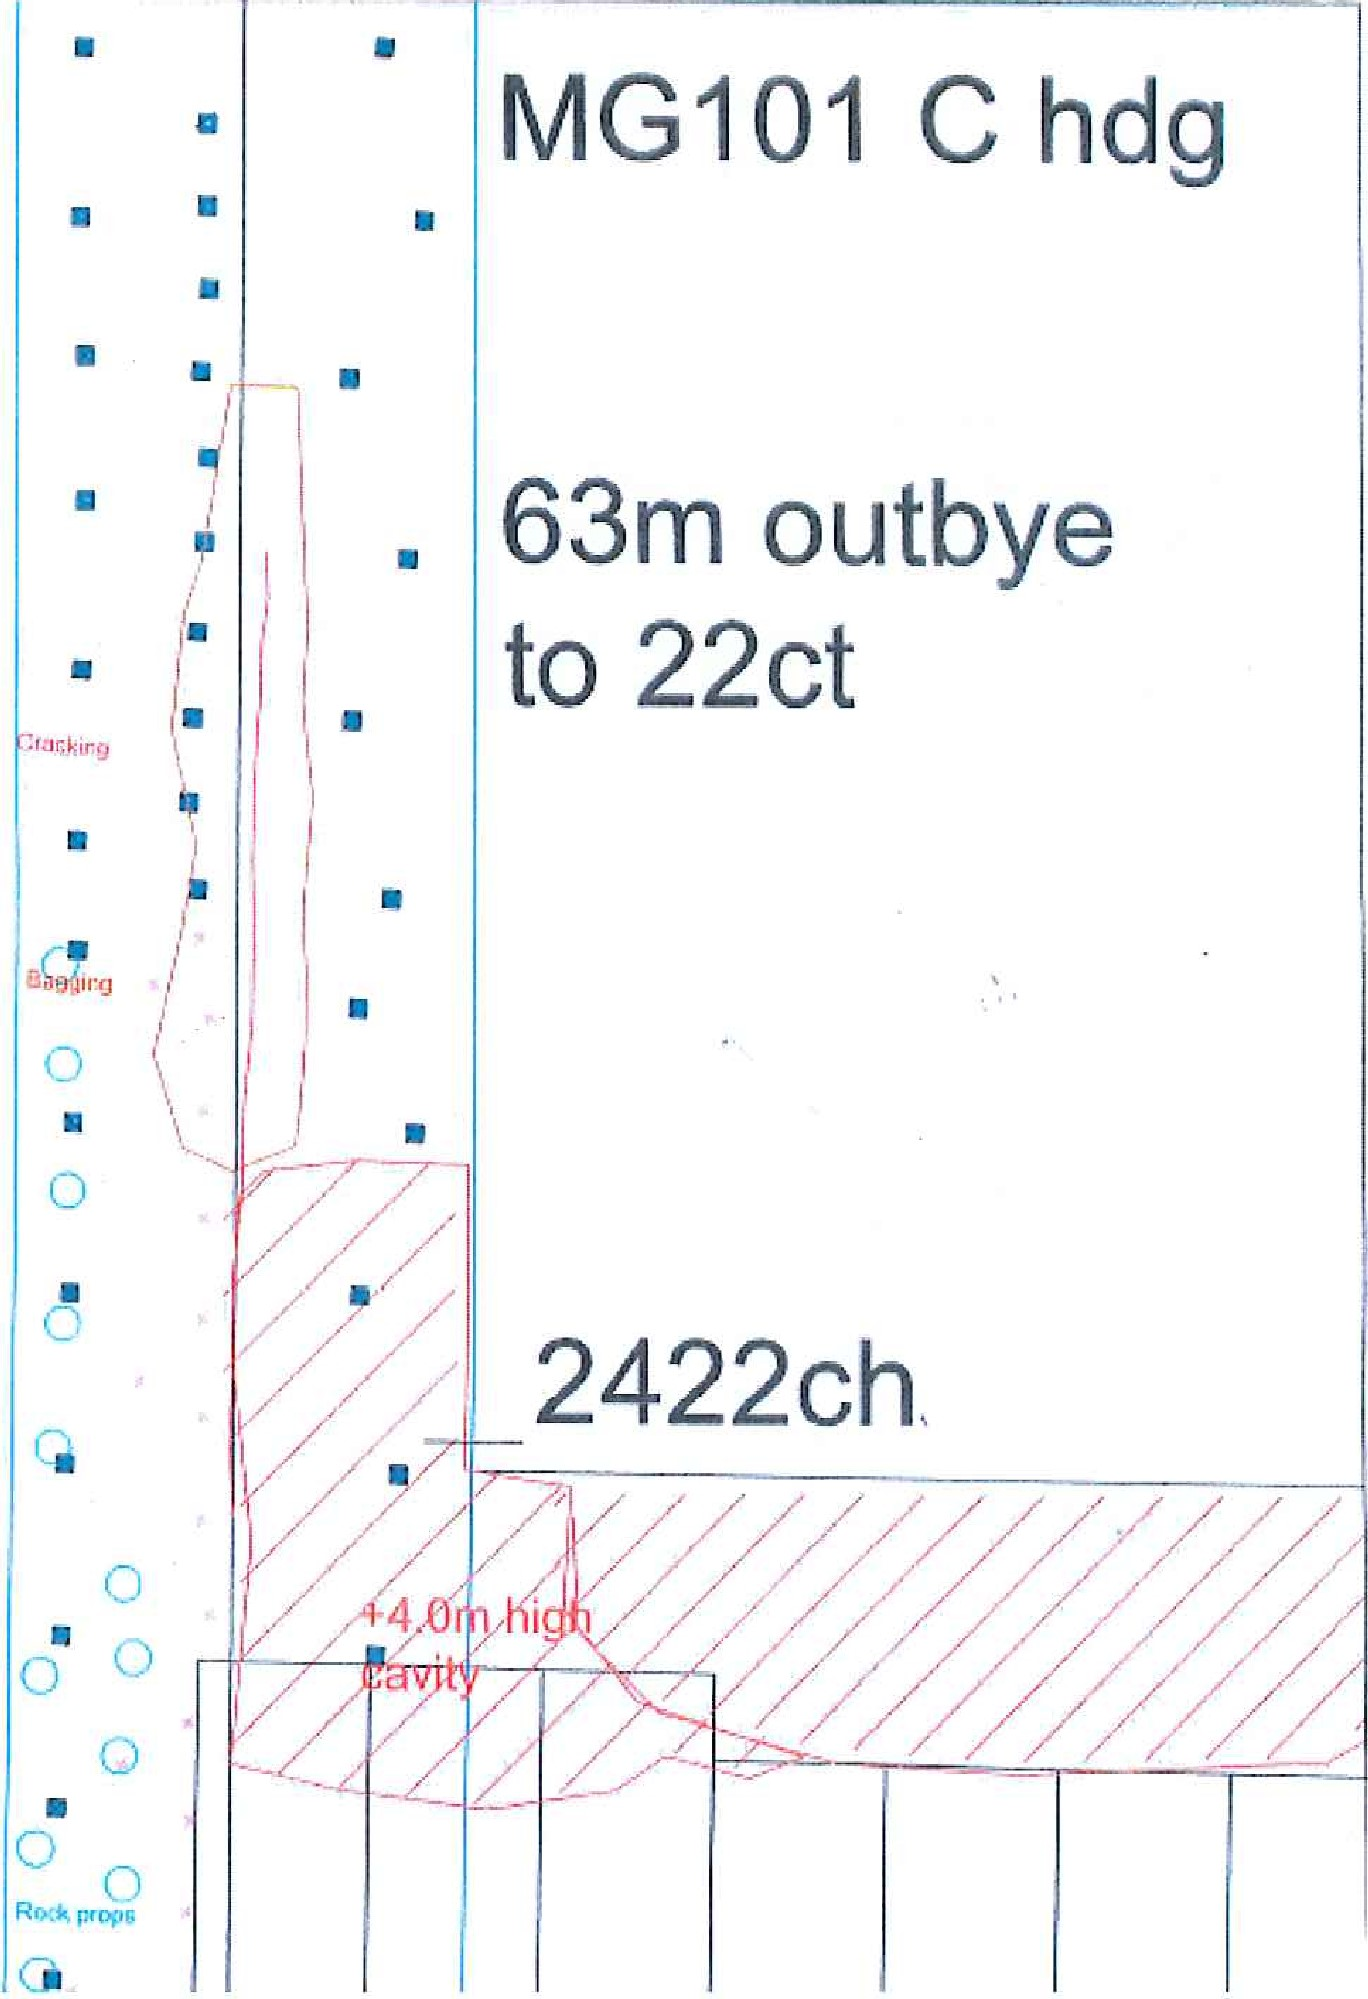 MG101 C hdg
63m outbye
to 22ct
Cracking
Bagging
2422ch
+4.0m high
cavity
Rock props